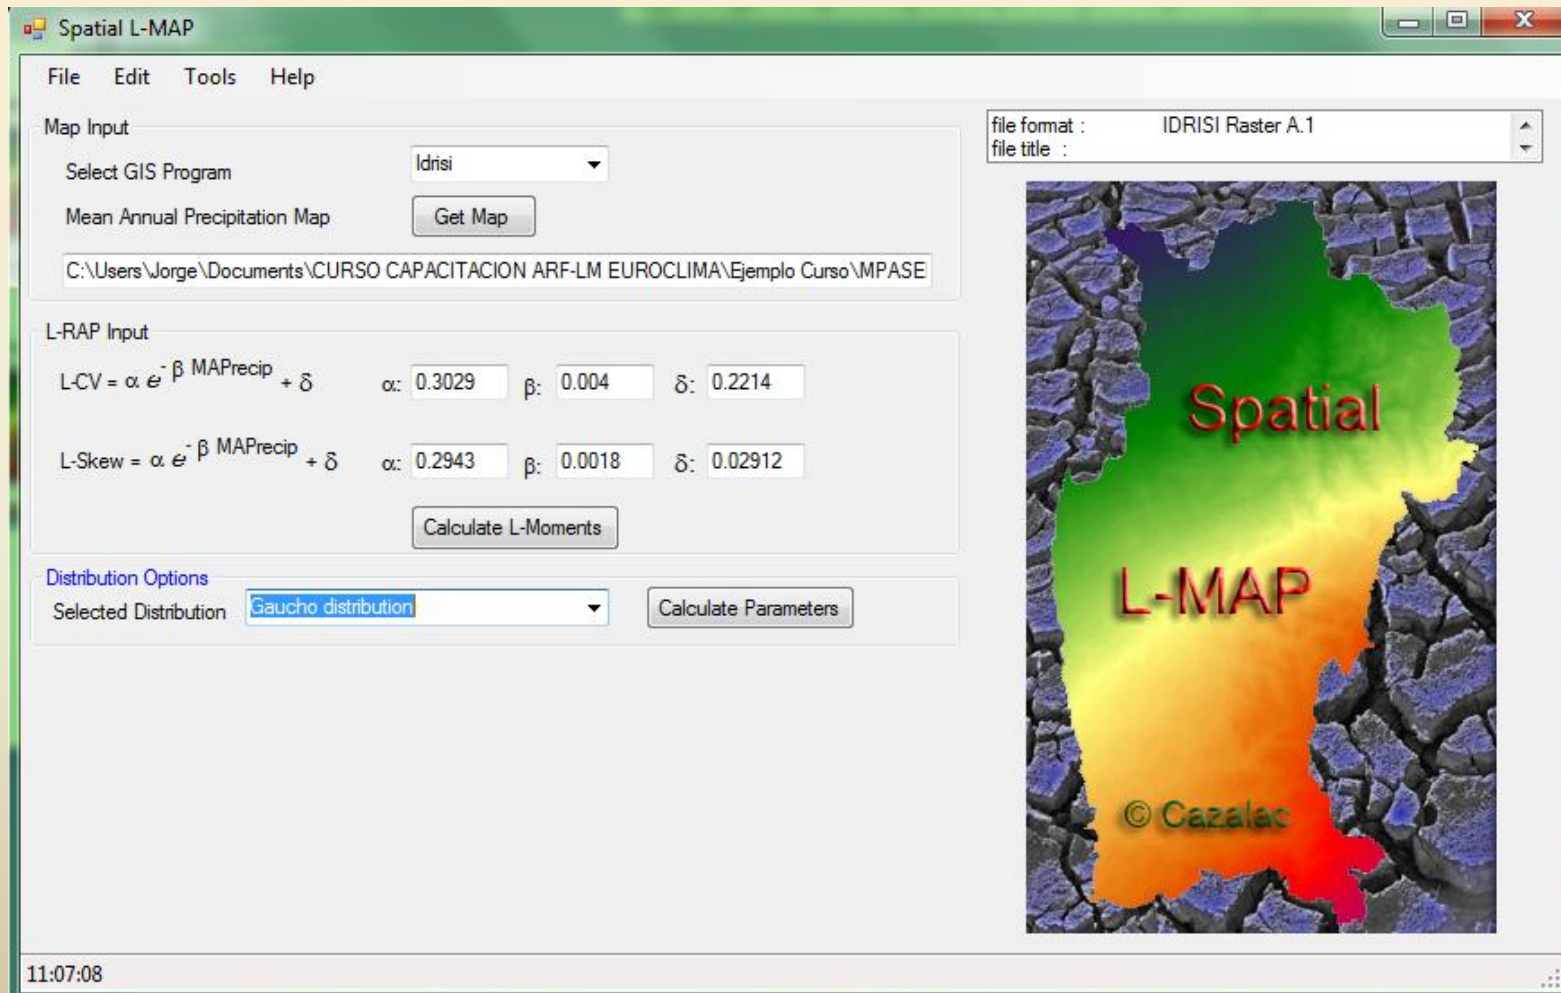 Spatial L-MAP
File Edit Tools Help
Map Input
Select GIS Program Idrisi
Mean Annual Precipitation Map Get Map
C:\Users\Jorge\Documents\CURSO CAPACITACION ARF-LM EUROCLIMA\Ejemplo Curso\MPASE
L-RAP Input
L-CV = α e^- β MAPrecip + δ α: 0.3029 β: 0.004 δ: 0.2214
L-Skew = α e^- β MAPrecip + δ α: 0.2943 β: 0.0018 δ: 0.02912
Calculate L-Moments
Distribution Options
Selected Distribution Gaucho distribution Calculate Parameters
file format : IDRISI Raster A.1
file title :
Spatial
L-MAP
© Cazalac
11:07:08